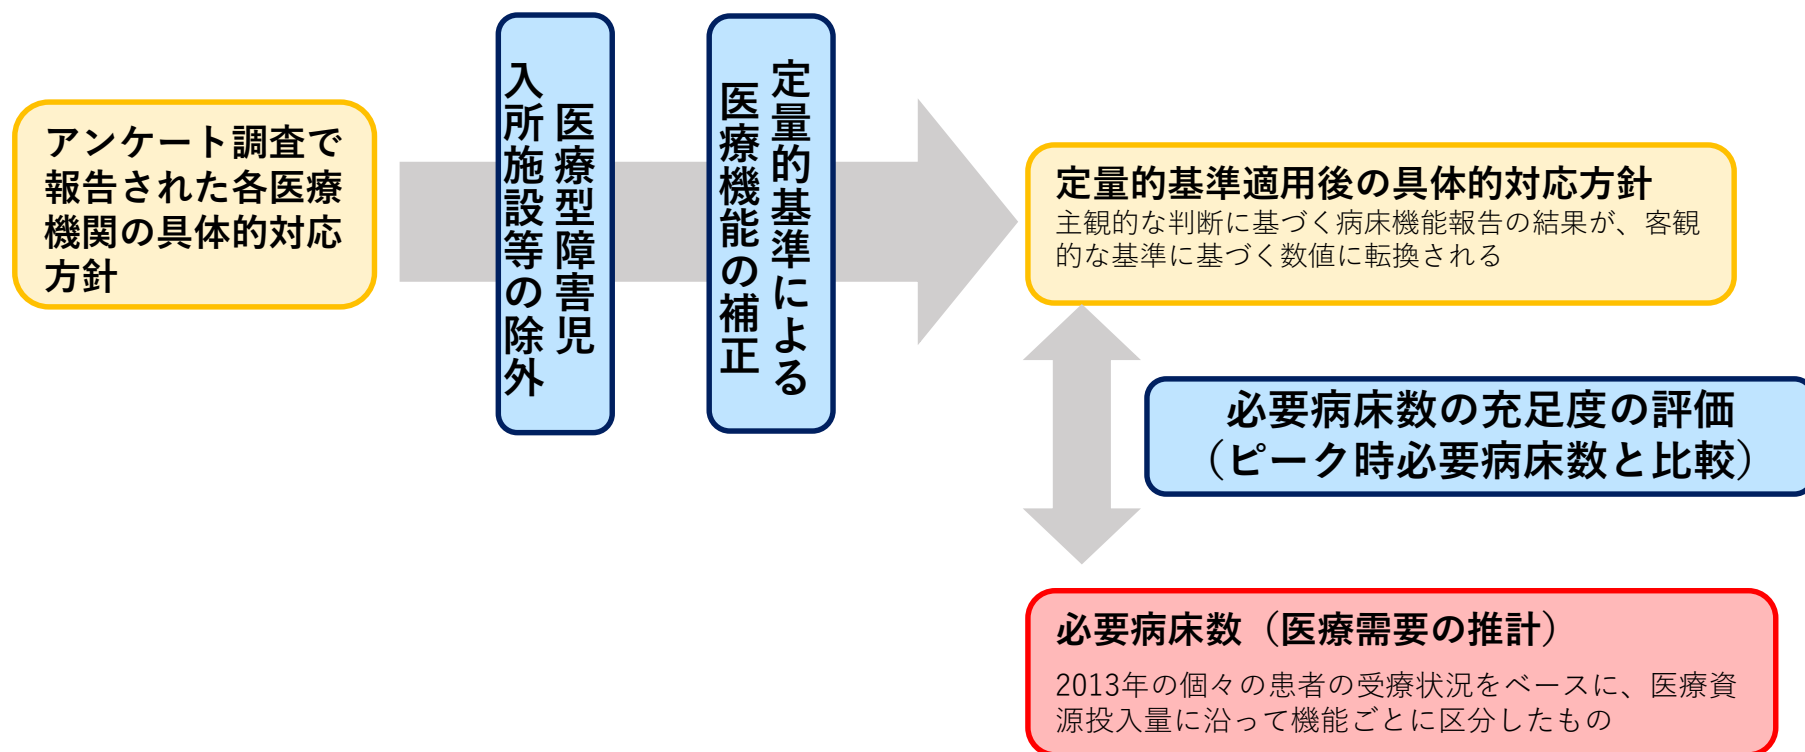 アンケート調査で
報告された各医療
機関の具体的対応
方針
医療型障害児
入所施設等の除外
定量的基準による
医療機能の補正
定量的基準適用後の具体的対応方針
主観的な判断に基づく病床機能報告の結果が、客観
的な基準に基づく数値に転換される
必要病床数の充足度の評価
（ピーク時必要病床数と比較）
必要病床数（医療需要の推計）
2013年の個々の患者の受療状況をベースに、医療資
源投入量に沿って機能ごとに区分したもの